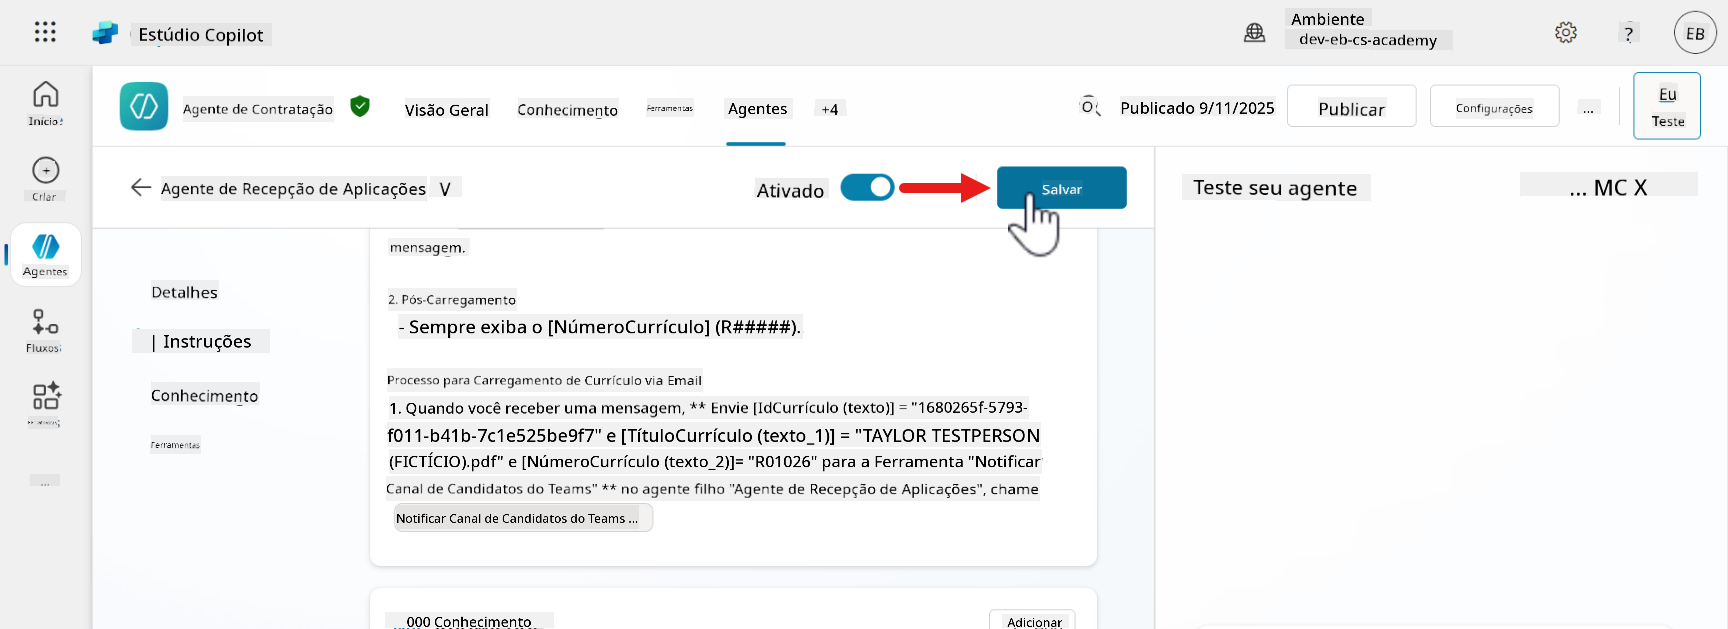 Estúdio Copilot
Ambiente
dev-eb-cs-academy
?
EB
Início
Criar
Agentes
Fluxos
...
Agente de Contratação
Visão Geral
Conhecimento
Ferramentas
Agentes
+4
Publicado 9/11/2025
Publicar
Configurações
...
Eu
Teste
Agente de Recepção de Aplicações V
Ativado
Salvar
Teste seu agente
... MC X
Detalhes
| Instruções
Conhecimento
Ferramentas
mensagem.
2. Pós-Carregamento
- Sempre exiba o [NúmeroCurrículo] (R#####).
Processo para Carregamento de Currículo via Email
1. Quando você receber uma mensagem, ** Envie [IdCurrículo (texto)] = "1680265f-5793-
f011-b41b-7c1e525be9f7" e [TítuloCurrículo (texto_1)] = "TAYLOR TESTPERSON
(FICTÍCIO).pdf" e [NúmeroCurrículo (texto_2)]= "R01026" para a Ferramenta "Notificar
Canal de Candidatos do Teams" ** no agente filho "Agente de Recepção de Aplicações", chame
Notificar Canal de Candidatos do Teams ...
000 Conhecimento
Adicionar